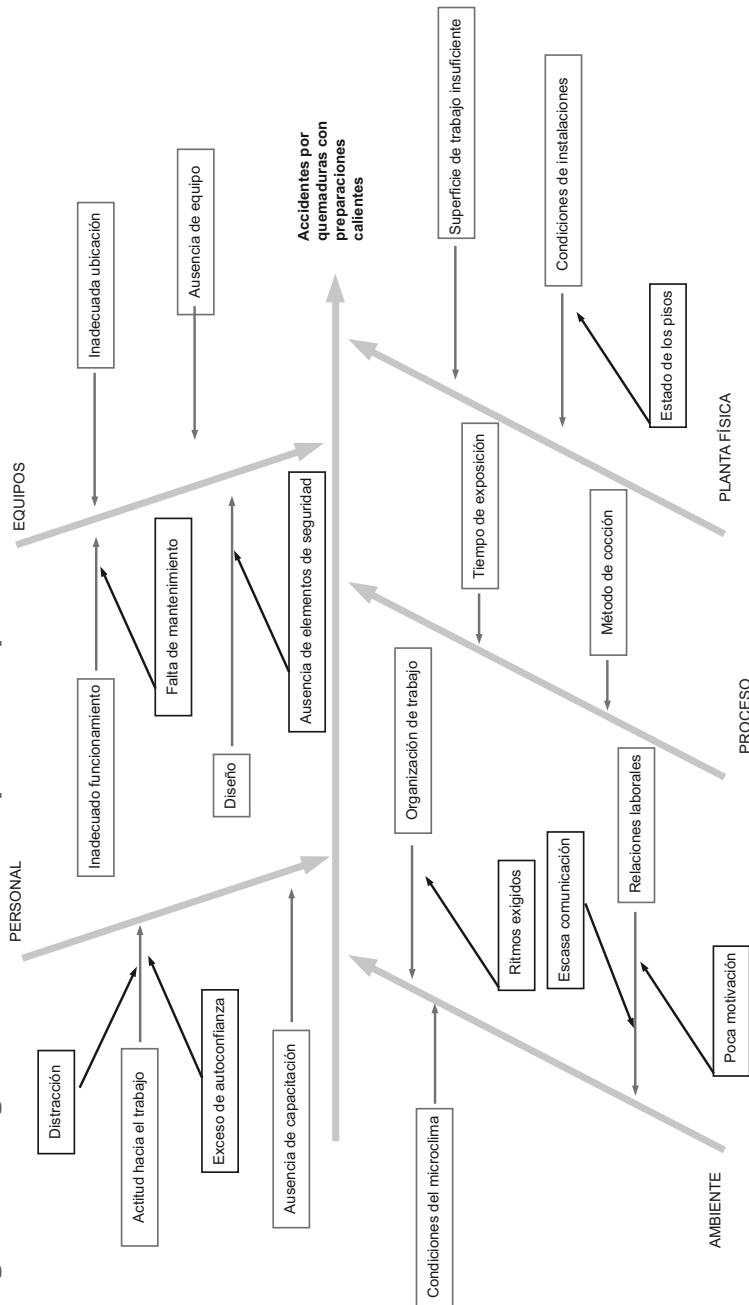 PERSONAL
EQUIPOS
Distracción
Actitud hacia el trabajo
Exceso de autoconfianza
Ausencia de capacitación
Inadecuado funcionamiento
Falta de mantenimiento
Diseño
Ausencia de elementos de seguridad
Inadecuada ubicación
Ausencia de equipo
Accidentes por
quemaduras con
preparaciones
calientes
Condiciones del microclima
Organización de trabajo
Ritmos exigidos
Escasa comunicación
Relaciones laborales
Poca motivación
Tiempo de exposición
Método de cocción
Superficie de trabajo insuficiente
Condiciones de instalaciones
Estado de los pisos
AMBIENTE
PROCESO
PLANTA FÍSICA